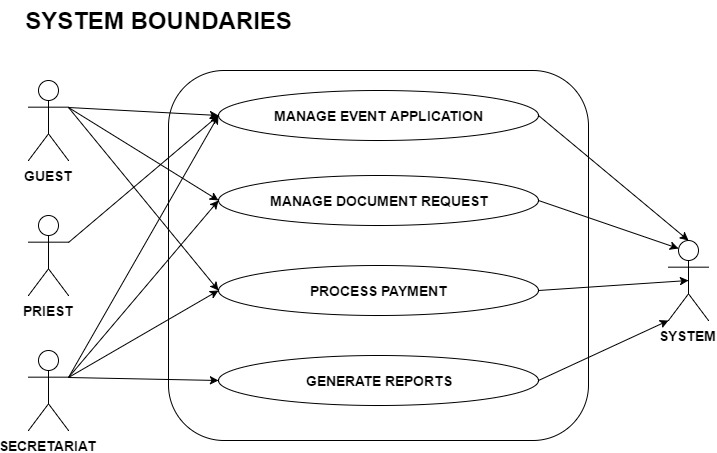 SYSTEM BOUNDARIES
MANAGE EVENT APPLICATION
GUEST
MANAGE DOCUMENT REQUEST
PRIEST
PROCESS PAYMENT
SYSTEM
GENERATE REPORTS
SECRETARIAT